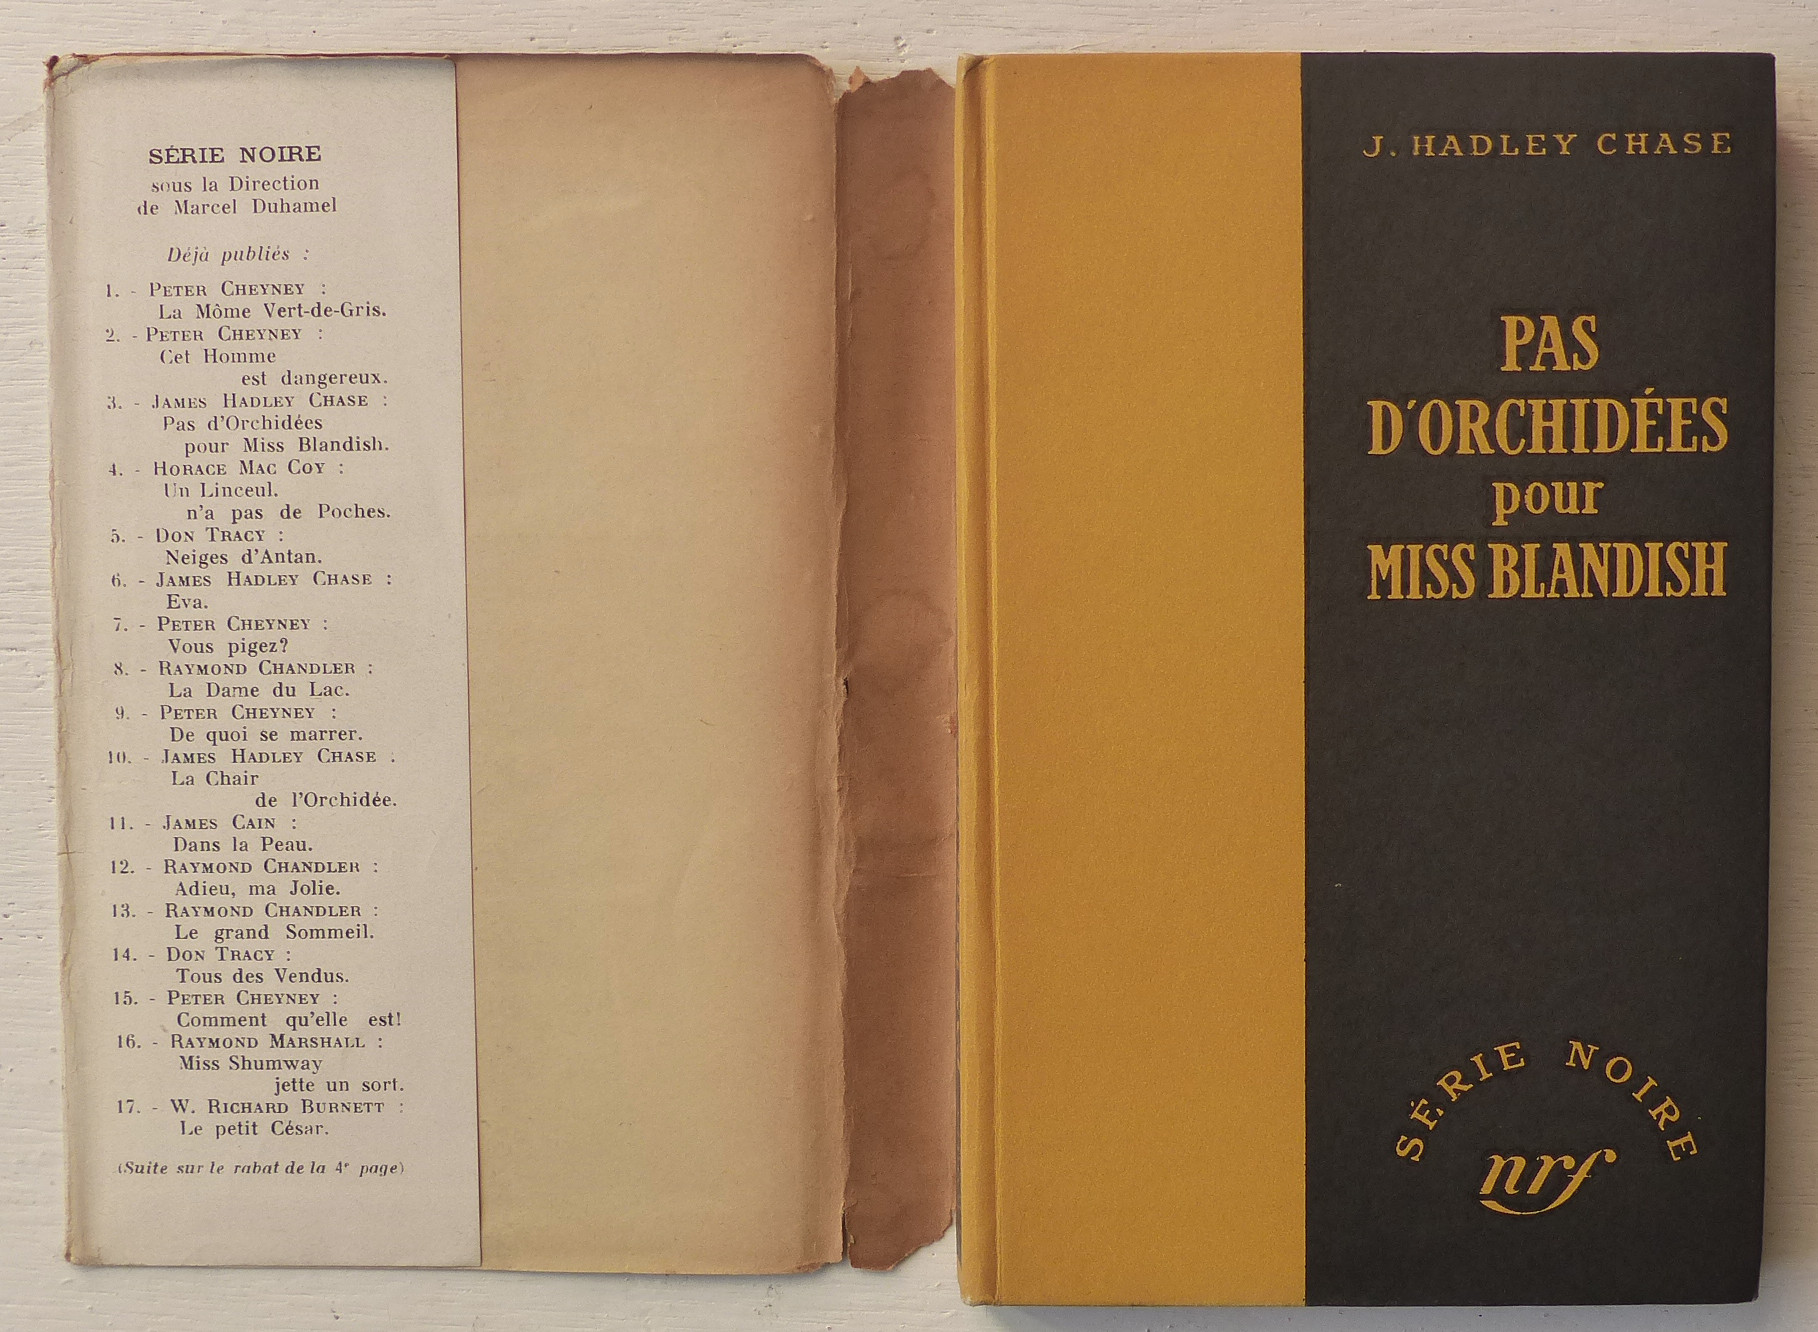 SÉRIE NOIRE
sous la Direction
de Marcel Duhamel
Déjà publiés :
1. - PETER CHEYNEY :
La Môme Vert-de-Gris.
2. - PETER CHEYNEY :
Cet Homme
est dangereux.
3. - JAMES HADLEY CHASE :
Pas d'Orchidées
pour Miss Blandish.
4. - HORACE MAC COY :
Un Linceul.
n'a pas de Poches.
5. - DON TRACY :
Neiges d'Antan.
6. - JAMES HADLEY CHASE :
Eva.
7. - PETER CHEYNEY :
Vous pigez?
8. - RAYMOND CHANDLER :
La Dame du Lac.
9. - PETER CHEYNEY :
De quoi se marrer.
10. - JAMES HADLEY CHASE :
La Chair
de l'Orchidée.
11. - JAMES CAIN :
Dans la Peau.
12. - RAYMOND CHANDLER :
Adieu, ma Jolie.
13. - RAYMOND CHANDLER :
Le grand Sommeil.
14. - DON TRACY :
Tous des Vendus.
15. - PETER CHEYNEY :
Comment qu'elle est!
16. - RAYMOND MARSHALL :
Miss Shumway
jette un sort.
17. - W. RICHARD BURNETT :
Le petit César.
(Suite sur le rabat de la 4e page)
J. HADLEY CHASE
PAS
D'ORCHIDÉES
pour
MISS BLANDISH
SÉRIE NOIRE
nrf